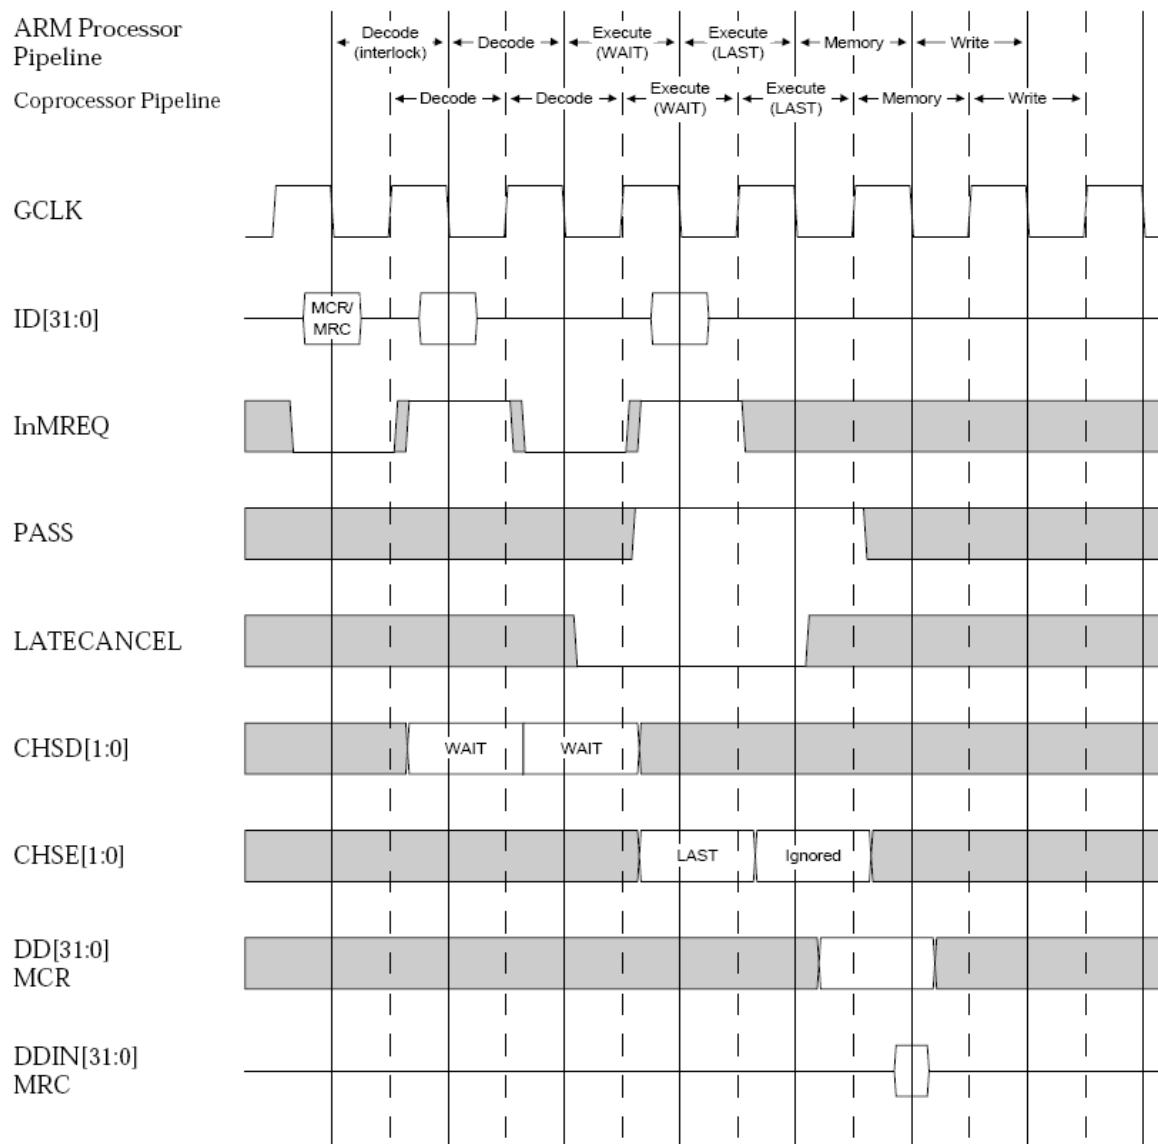 ARM Processor
Pipeline
Decode
(interlock)
Decode
Execute
(WAIT)
Execute
(LAST)
Memory
Write
Coprocessor Pipeline
Decode
Decode
Execute
(WAIT)
Execute
(LAST)
Memory
Write
GCLK
ID[31:0]
MCR/
MRC
InMREQ
PASS
LATECANCEL
CHSD[1:0]
WAIT
WAIT
CHSE[1:0]
LAST
Ignored
DD[31:0]
MCR
DDIN[31:0]
MRC